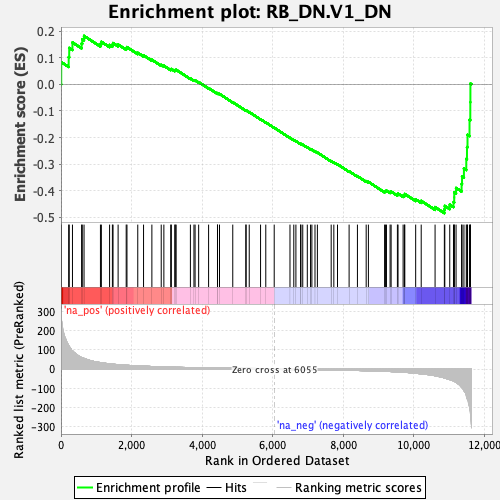 Enrichment plot: RB_DN.V1_DN
Enrichment score (ES)
0.2
0.1
0.0
-0.1
-0.2
-0.3
-0.4
-0.5
'na_pos' (positively correlated)
Ranked list metric (PreRanked)
300
200
100
0
-100
-200
-300
Zero cross at 6055
'na_neg' (negatively correlated)
0 2,000 4,000 6,000 8,000 10,000 12,000
Rank in Ordered Dataset
Enrichment profile Hits Ranking metric scores